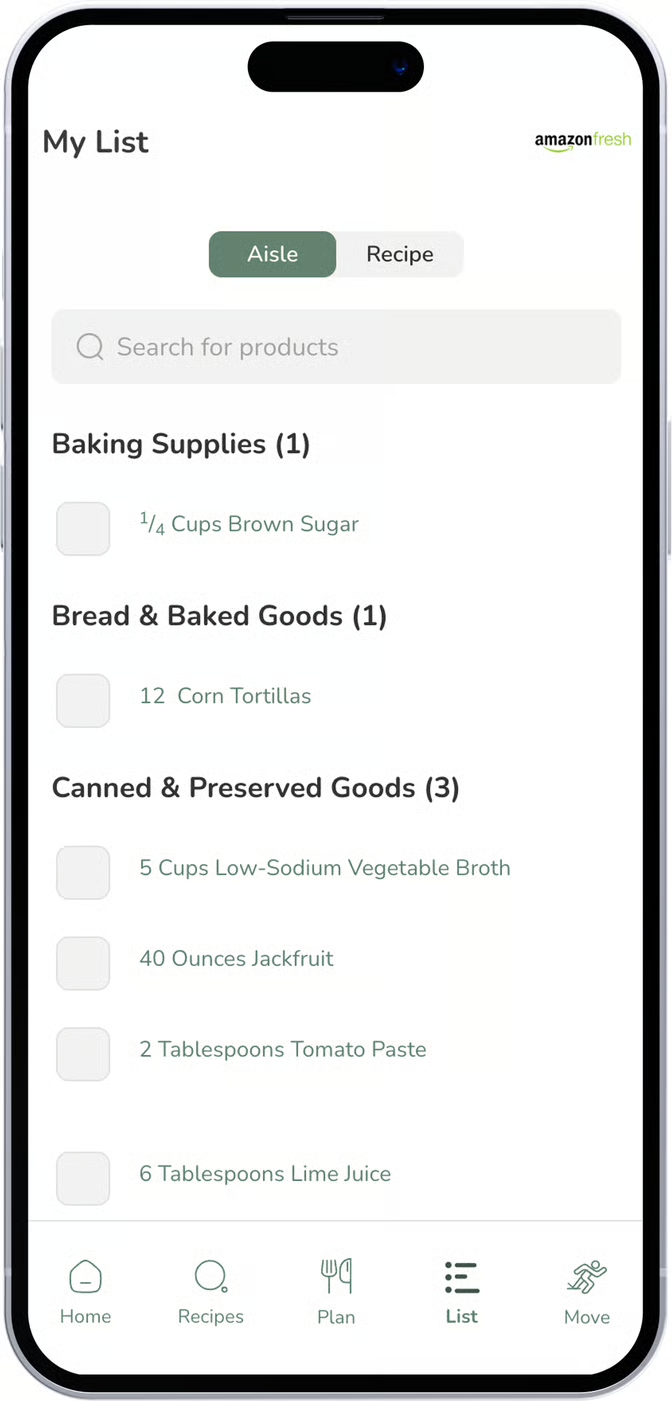 My List
amazonfresh
Aisle
Recipe
Search for products
Baking Supplies (1)
1/4 Cups Brown Sugar
Bread & Baked Goods (1)
12 Corn Tortillas
Canned & Preserved Goods (3)
5 Cups Low-Sodium Vegetable Broth
40 Ounces Jackfruit
2 Tablespoons Tomato Paste
6 Tablespoons Lime Juice
Home
Recipes
Plan
List
Move